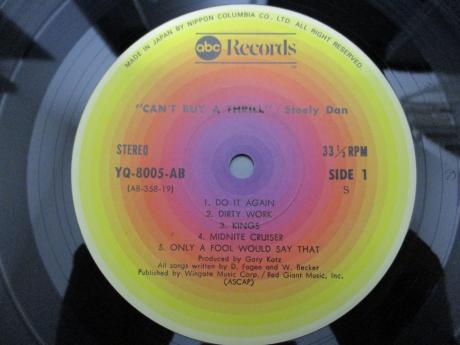 MADE IN JAPAN BY NIPPON COLUMBIA CO., LTD. ALL RIGHT RESERVED.
abc Records
"CAN'T BUY A THRILL" / Steely Dan
STEREO 33 1/3 RPM
YQ-8005-AB SIDE 1
(AB-358-19) S
1. DO IT AGAIN
2. DIRTY WORK
3. KINGS
4. MIDNITE CRUISER
5. ONLY A FOOL WOULD SAY THAT
Produced by Gary Katz
All songs written by D. Fagen and W. Becker
Published by Wingate Music Corp. / Red Giant Music, Inc.
(ASCAP)